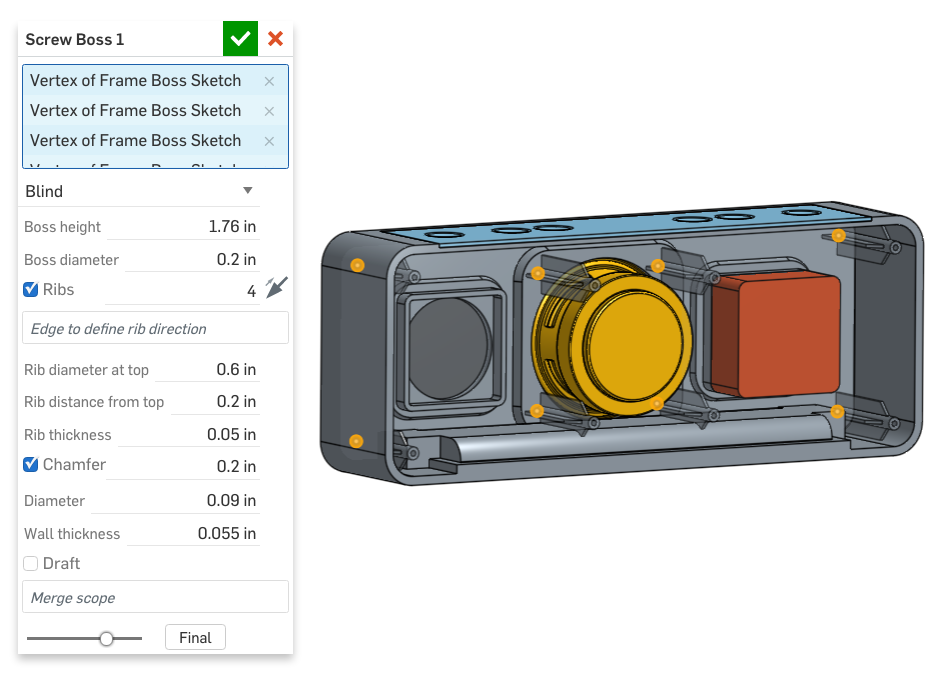 Screw Boss 1
Vertex of Frame Boss Sketch
Vertex of Frame Boss Sketch
Vertex of Frame Boss Sketch
Blind
Boss height 1.76 in
Boss diameter 0.2 in
Ribs 4
Edge to define rib direction
Rib diameter at top 0.6 in
Rib distance from top 0.2 in
Rib thickness 0.05 in
Chamfer 0.2 in
Diameter 0.09 in
Wall thickness 0.055 in
Draft
Merge scope
Final